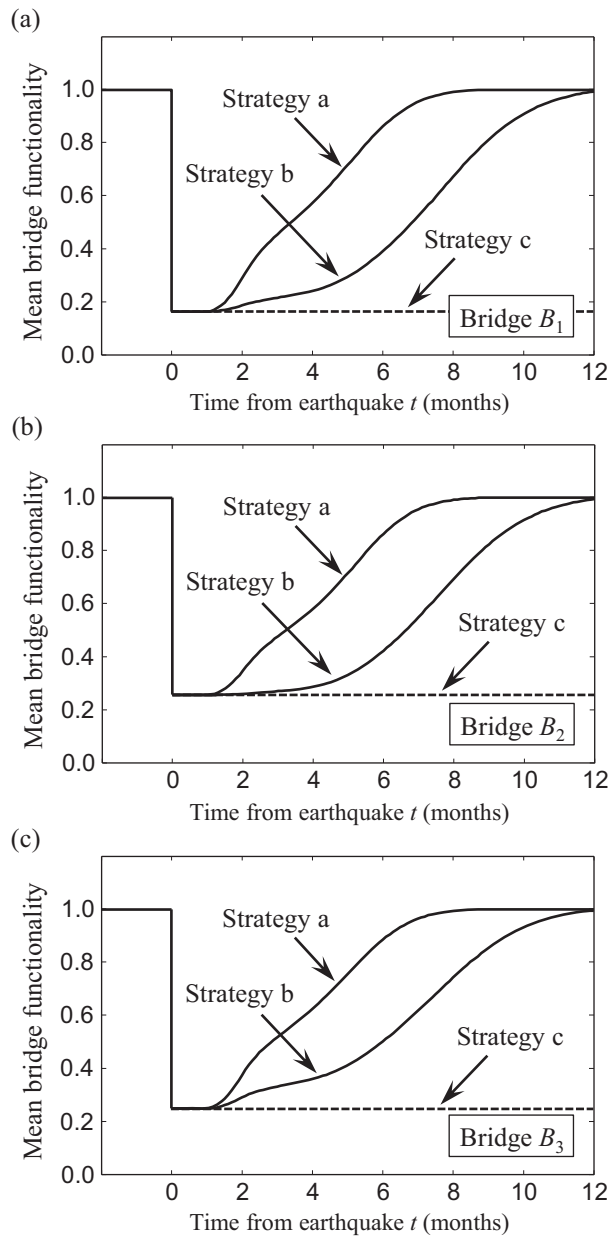 (a)
Mean bridge functionality
1.0
0.8
0.6
0.4
0.2
0.0
Strategy a
Strategy b
Strategy c
Bridge B1
0 2 4 6 8 10 12
Time from earthquake t (months)
(b)
Mean bridge functionality
1.0
0.8
0.6
0.4
0.2
0.0
Strategy a
Strategy b
Strategy c
Bridge B2
0 2 4 6 8 10 12
Time from earthquake t (months)
(c)
Mean bridge functionality
1.0
0.8
0.6
0.4
0.2
0.0
Strategy a
Strategy b
Strategy c
Bridge B3
0 2 4 6 8 10 12
Time from earthquake t (months)